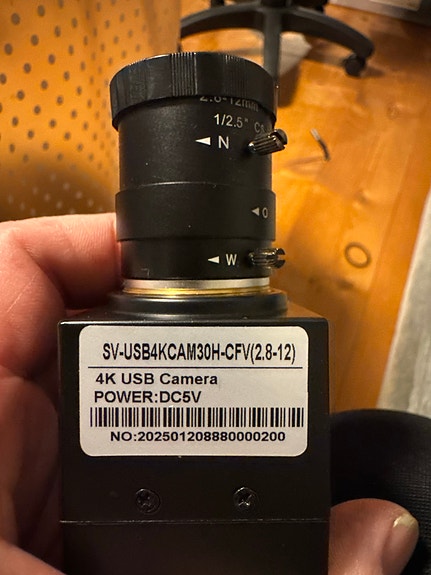 2.8-12mm
1/2.5" CS
◄ N
◄ O
◄ W
SV-USB4KCAM30H-CFV(2.8-12)
4K USB Camera
POWER:DC5V
NO:202501208880000200